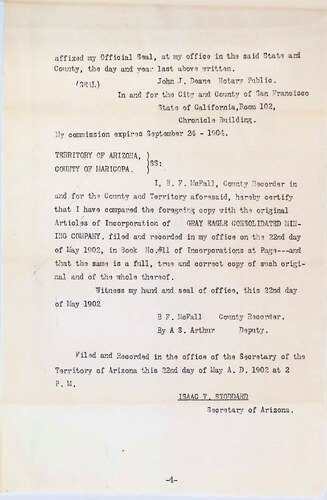 affixed my Official Seal, at my office in the said State and
County, the day and year last above written.
(SEAL) John J. Deane Notary Public.
In and for the City and County of San Francisco
State of California, Room 102,
Chronicle Building.
My commission expires September 24 - 1904.
TERRITORY OF ARIZONA, )
COUNTY OF MARICOPA. )SS:
I, B. F. McFall, County Recorder in
and for the County and Territory aforesaid, hereby certify
that I have compared the foregoing copy with the original
Articles of Incorporation of GRAY EAGLE CONSOLIDATED MIN-
ING COMPANY. filed and recorded in my office on the 22nd day
of May 1902, in Book No. of Incorporations at Page---and
that the same is a full, true and correct copy of such origi-
nal and of the whole thereof.
Witness my hand and seal of office, this 22nd day
of May 1902
B F. McFall County Recorder.
By A S. Arthur Deputy.
Filed and Recorded in the office of the Secretary of the
Territory of Arizona this 22nd day of May A. D. 1902 at 2
P. M.
ISAAC T. STODDARD
Secretary of Arizona.
-4-